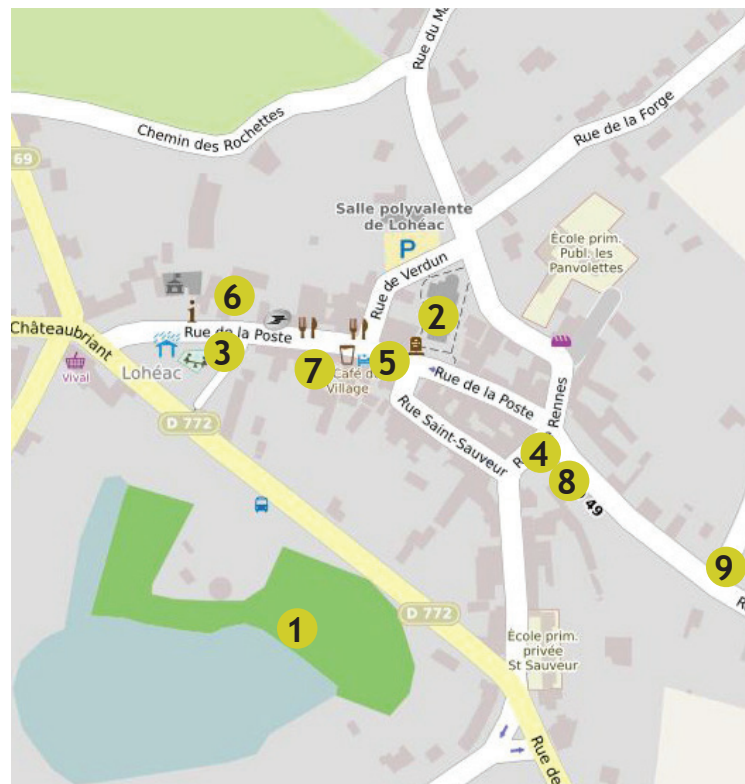 Rue du M
Chemin des Rochettes
Rue de la Forge
69
Salle polyvalente
de Lohéac
P
École prim.
Publ. les
Panvolettes
Rue de Verdun
6
2
Châteaubriant
Rue de la Poste
3
Vival
Lohéac
7
5
Café du
Village
Rue de la Poste
Rennes
Rue Saint-Sauveur
D 772
4
8
49
9
1
D 772
École prim.
privée
St Sauveur
Rue de